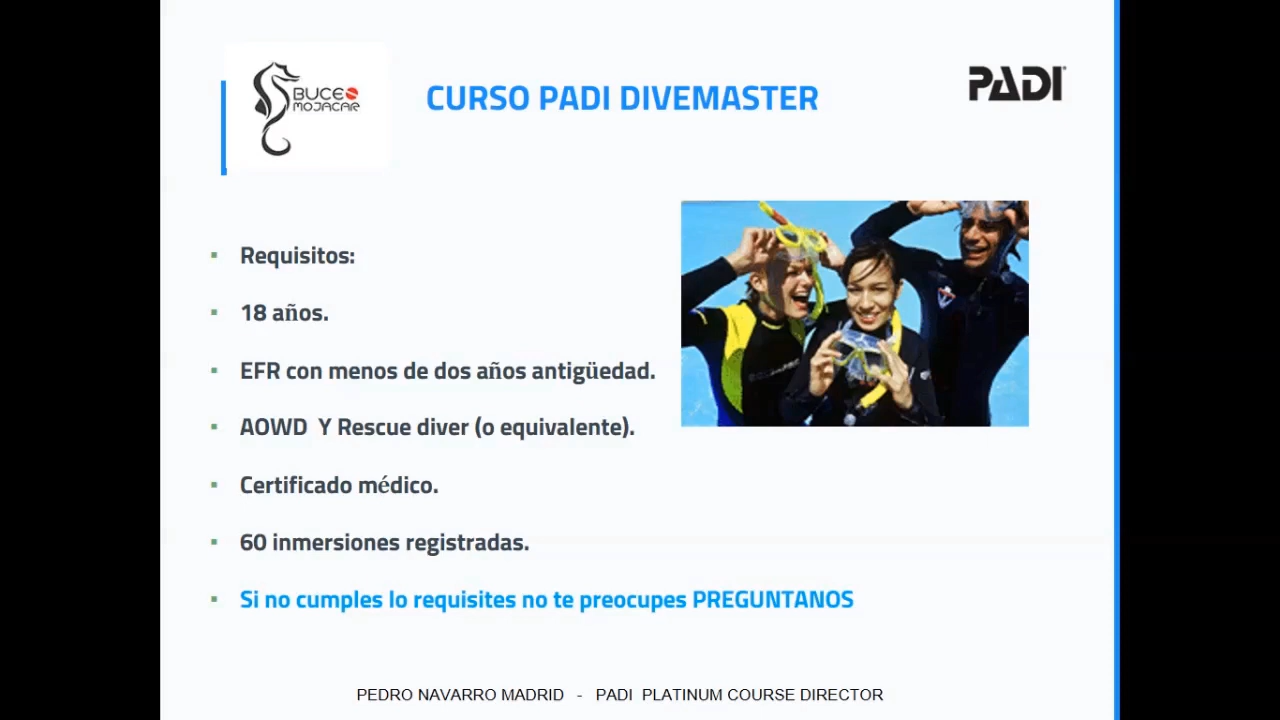 BUCEO
MOJACAR
CURSO PADI DIVEMASTER
PADI
Requisitos:
18 años.
EFR con menos de dos años antigüedad.
AOWD Y Rescue diver (o equivalente).
Certificado médico.
60 inmersiones registradas.
Si no cumples lo requisites no te preocupes PREGUNTANOS
PEDRO NAVARRO MADRID - PADI PLATINUM COURSE DIRECTOR